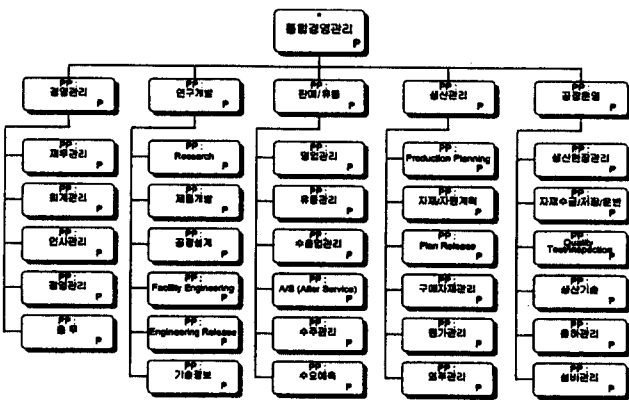 통합경영관리
P
PP :
경영관리
P
PP :
연구개발
P
PP :
판매/유통
P
PP :
생산관리
P
PP :
공장운영
P
PP :
재무관리
P
PP :
회계관리
P
PP :
인사관리
P
PP :
경영관리
P
PP :
총 무
P
PP :
Research
P
PP :
제품개발
P
PP :
공정설계
P
PP :
Facility Engineering
P
PP :
Engineering Release
P
PP :
기술정보
P
PP :
영업관리
P
PP :
유통관리
P
PP :
수출입관리
P
PP :
A/S (After Service)
P
PP :
수주관리
P
PP :
수요예측
P
PP :
Production Planning
P
PP :
자재/자원계획
P
PP :
Plan Release
P
PP :
구매자재관리
P
PP :
원가관리
P
PP :
외주관리
P
PP :
생산현장관리
P
PP :
자재수급/저장/운반
P
PP :
Quality
Test/Inspection
P
PP :
생산기술
P
PP :
출하관리
P
PP :
설비관리
P